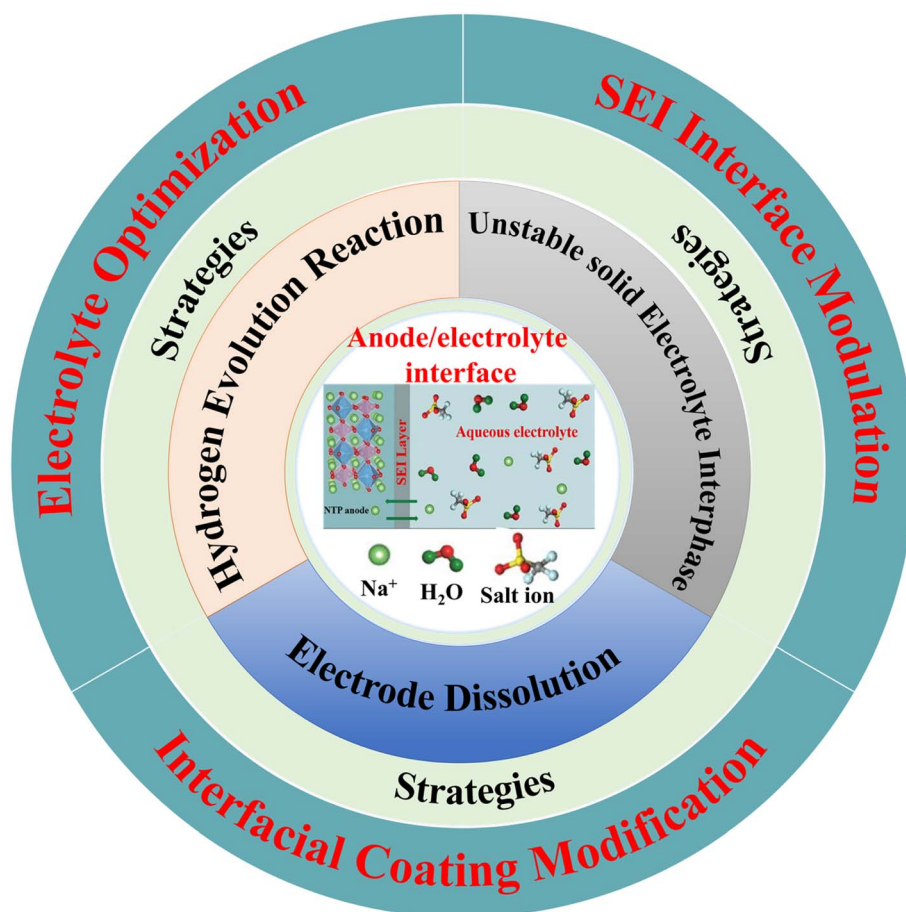 Electrolyte Optimization
SEI Interface Modulation
Interfacial Coating Modification
Strategies
Strategies
Strategies
Hydrogen Evolution Reaction
Unstable solid Electrolyte Interphase
Electrode Dissolution
Anode/electrolyte
interface
SEI Layer
Aqueous electrolyte
NTP anode
Na⁺
H₂O
Salt ion